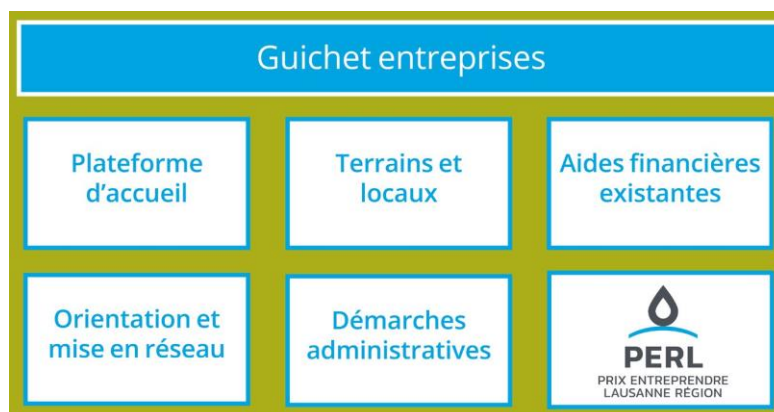 Guichet entreprises
Plateforme
d'accueil
Terrains et
locaux
Aides financières
existantes
Orientation et
mise en réseau
Démarches
administratives
PERL
PRIX ENTREPRENDRE
LAUSANNE RÉGION